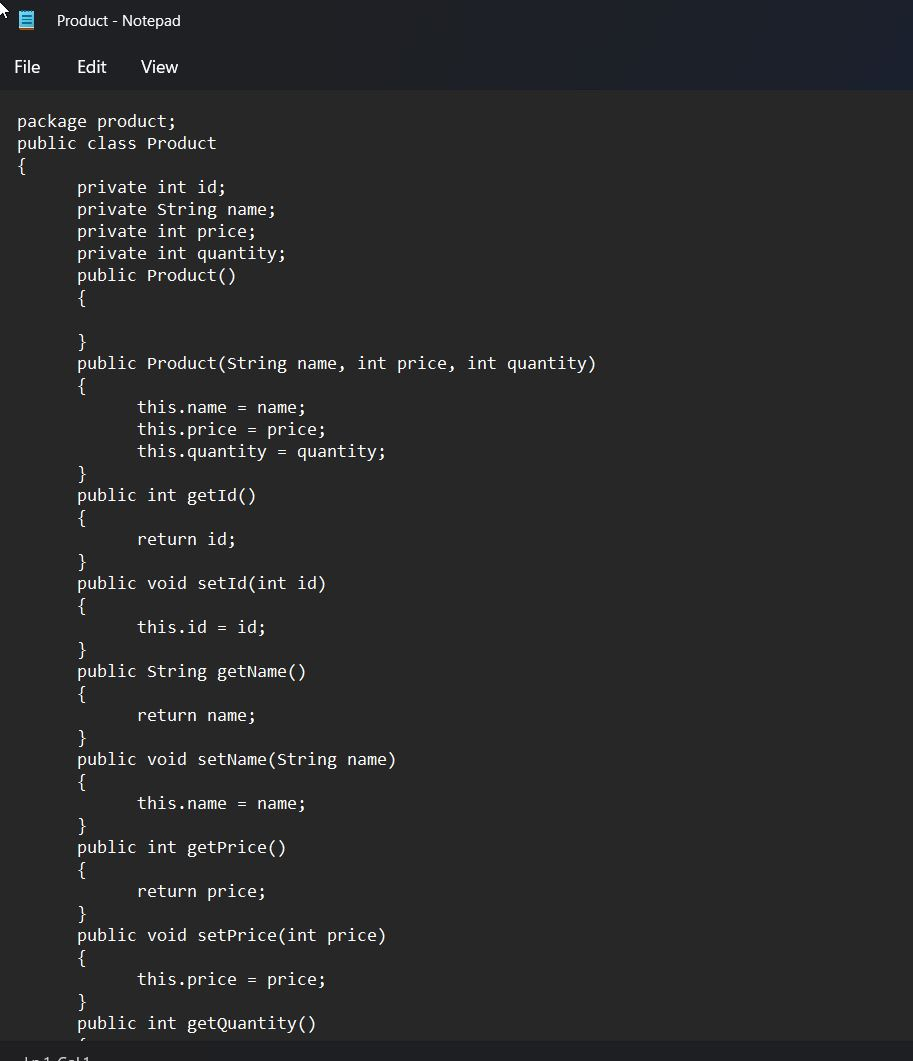 Product - Notepad
File Edit View
package product;
public class Product
{
private int id;
private String name;
private int price;
private int quantity;
public Product()
{
}
public Product(String name, int price, int quantity)
{
this.name = name;
this.price = price;
this.quantity = quantity;
}
public int getId()
{
return id;
}
public void setId(int id)
{
this.id = id;
}
public String getName()
{
return name;
}
public void setName(String name)
{
this.name = name;
}
public int getPrice()
{
return price;
}
public void setPrice(int price)
{
this.price = price;
}
public int getQuantity()